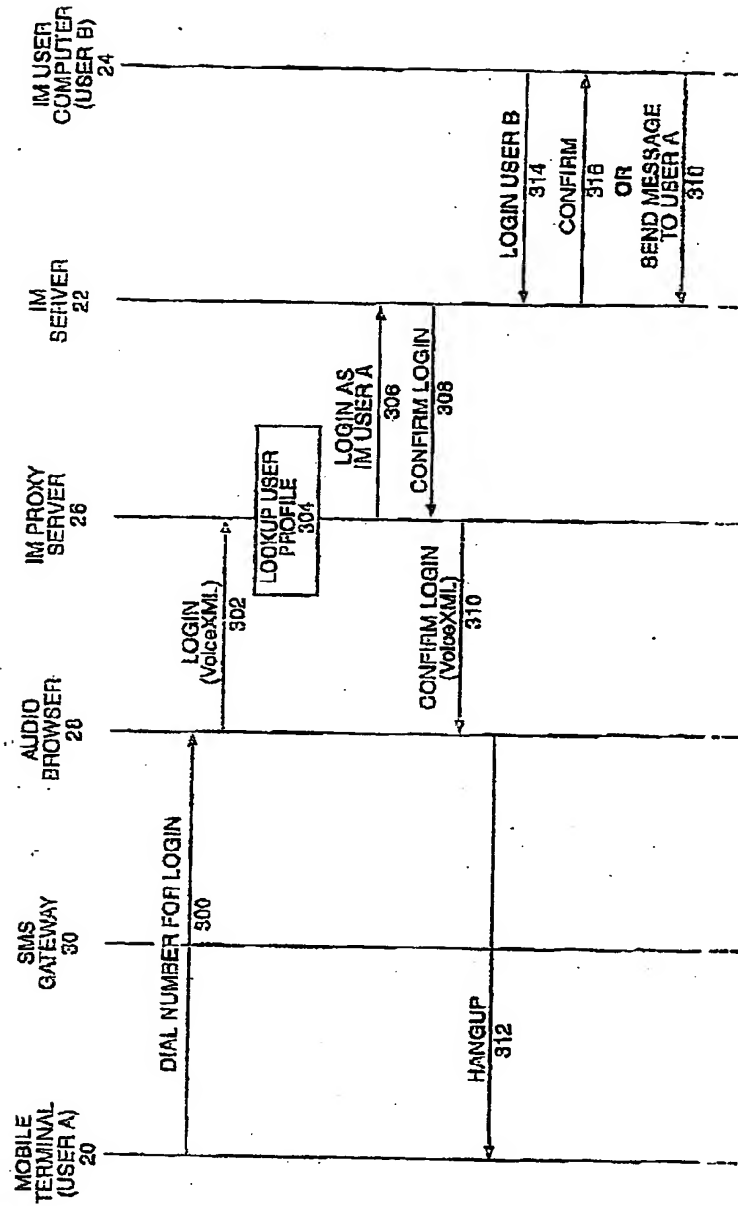 MOBILE
TERMINAL
(USER A)
20
SMS
GATEWAY
30
AUDIO
BROWSER
28
IM PROXY
SERVER
26
IM
SERVER
22
IM USER
COMPUTER
(USER B)
24
DIAL NUMBER FOR LOGIN
300
LOGIN
(VoiceXML)
302
LOOKUP USER
PROFILE
304
LOGIN AS
IM USER A
306
CONFIRM LOGIN
308
CONFIRM LOGIN
(VoiceXML)
310
HANGUP
312
LOGIN USER B
314
CONFIRM
316
OR
SEND MESSAGE
TO USER A